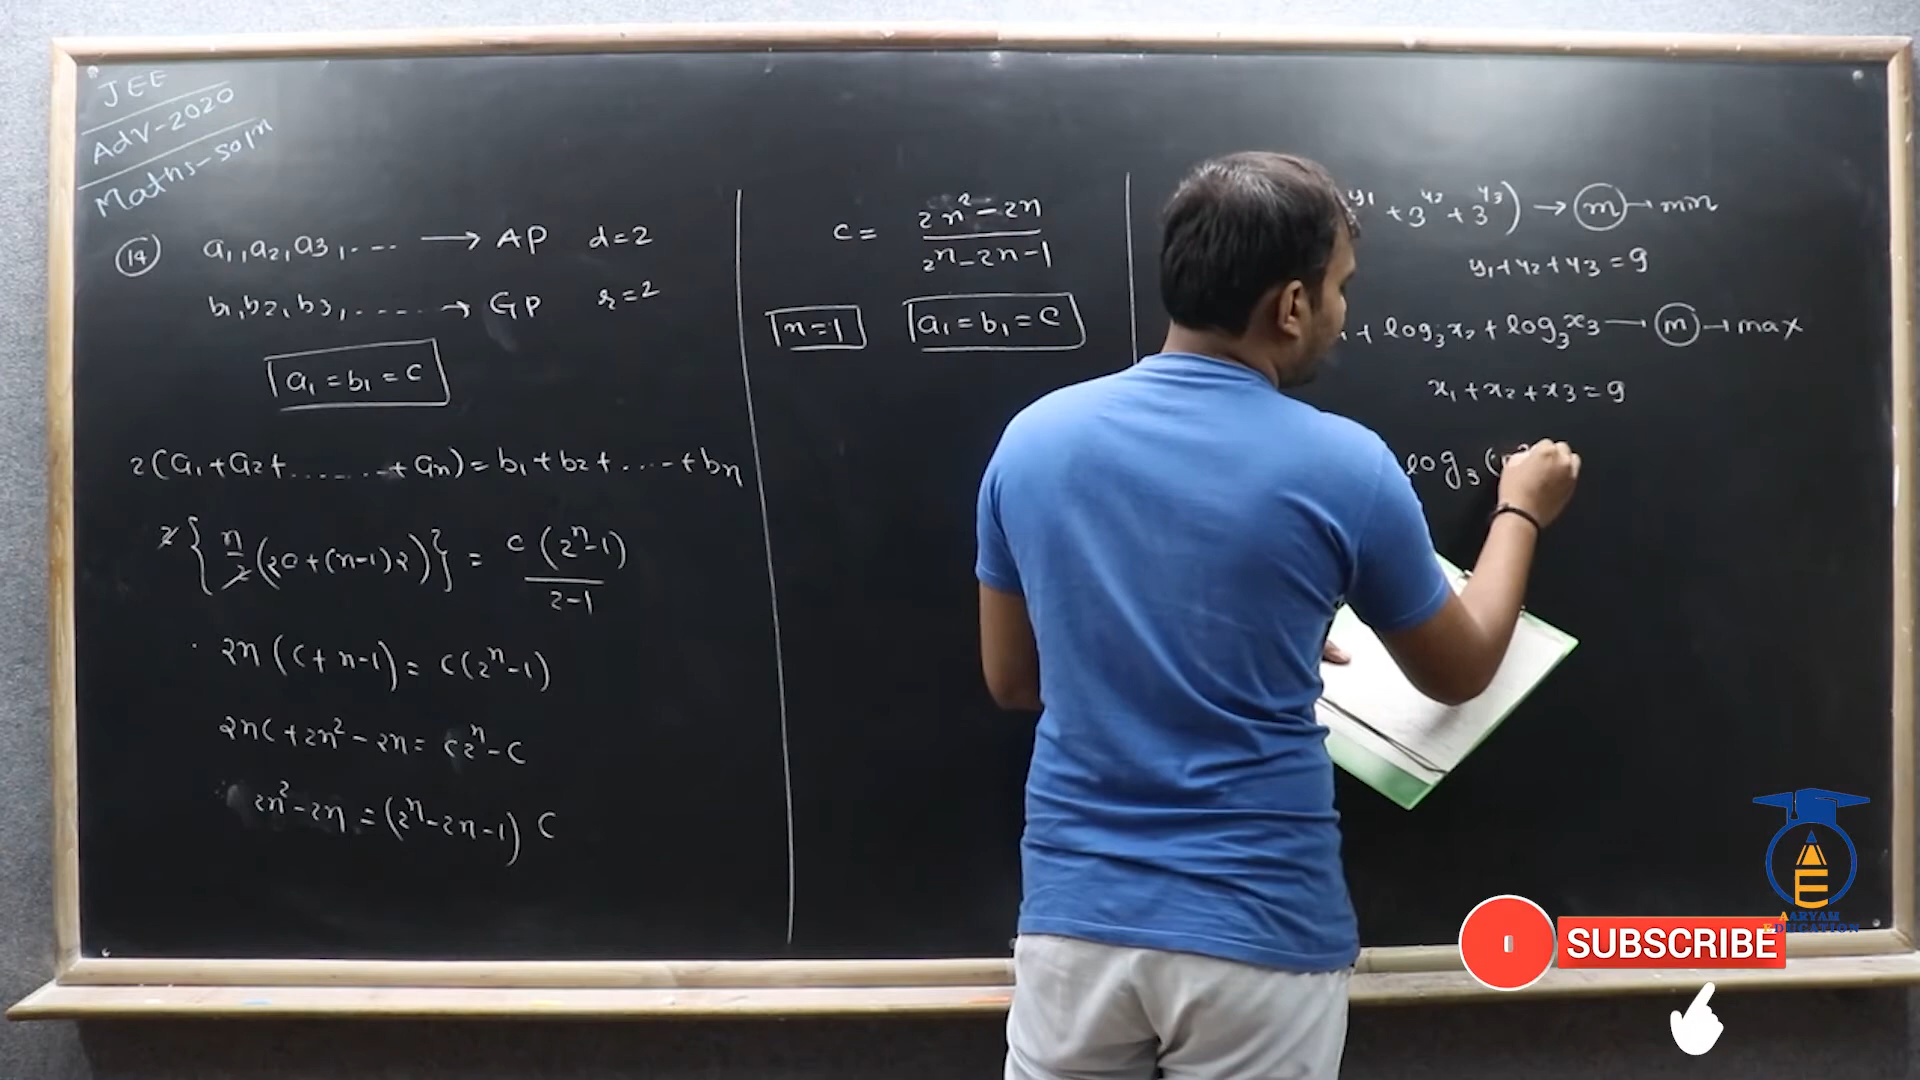 JEE
Adv-2020
Maths-soln
(14) a₁, a₂, a₃, .... ⟶ AP d=2
b₁, b₂, b₃, ...... → GP r=2
a₁ = b₁ = c
2(a₁+a₂+.......+aₙ) = b₁+b₂+....+bₙ
2{n/2(2c+(n-1)2)} = c(2ⁿ-1)/(2-1)
2n(c+n-1) = c(2ⁿ-1)
2nc+2n²-2n = c2ⁿ-c
2n²-2n = (2ⁿ-2n-1) c
c = (2n²-2n)/(2ⁿ-2n-1)
n=1 a₁ = b₁ = c
y₁ + 3^y₂ + 3^y₃) → (m) → min
y₁+y₂+y₃ = 9
+ log₃x₂ + log₃x₃ → (m) → max
x₁+x₂+x₃ = 9
log₃(
AARYAM
EDUCATION
SUBSCRIBE